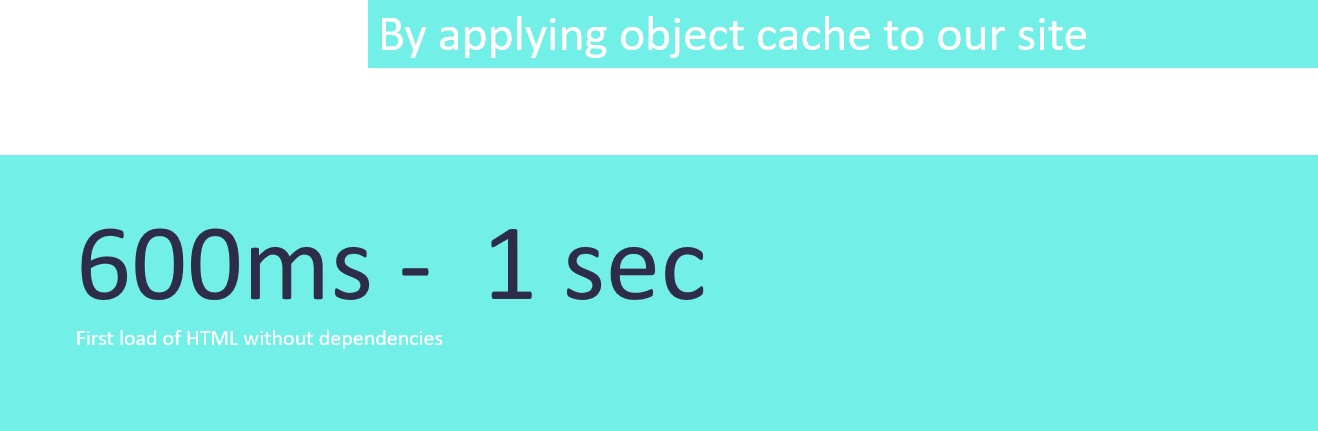 By applying object cache to our site
600ms - 1 sec
First load of HTML without dependencies